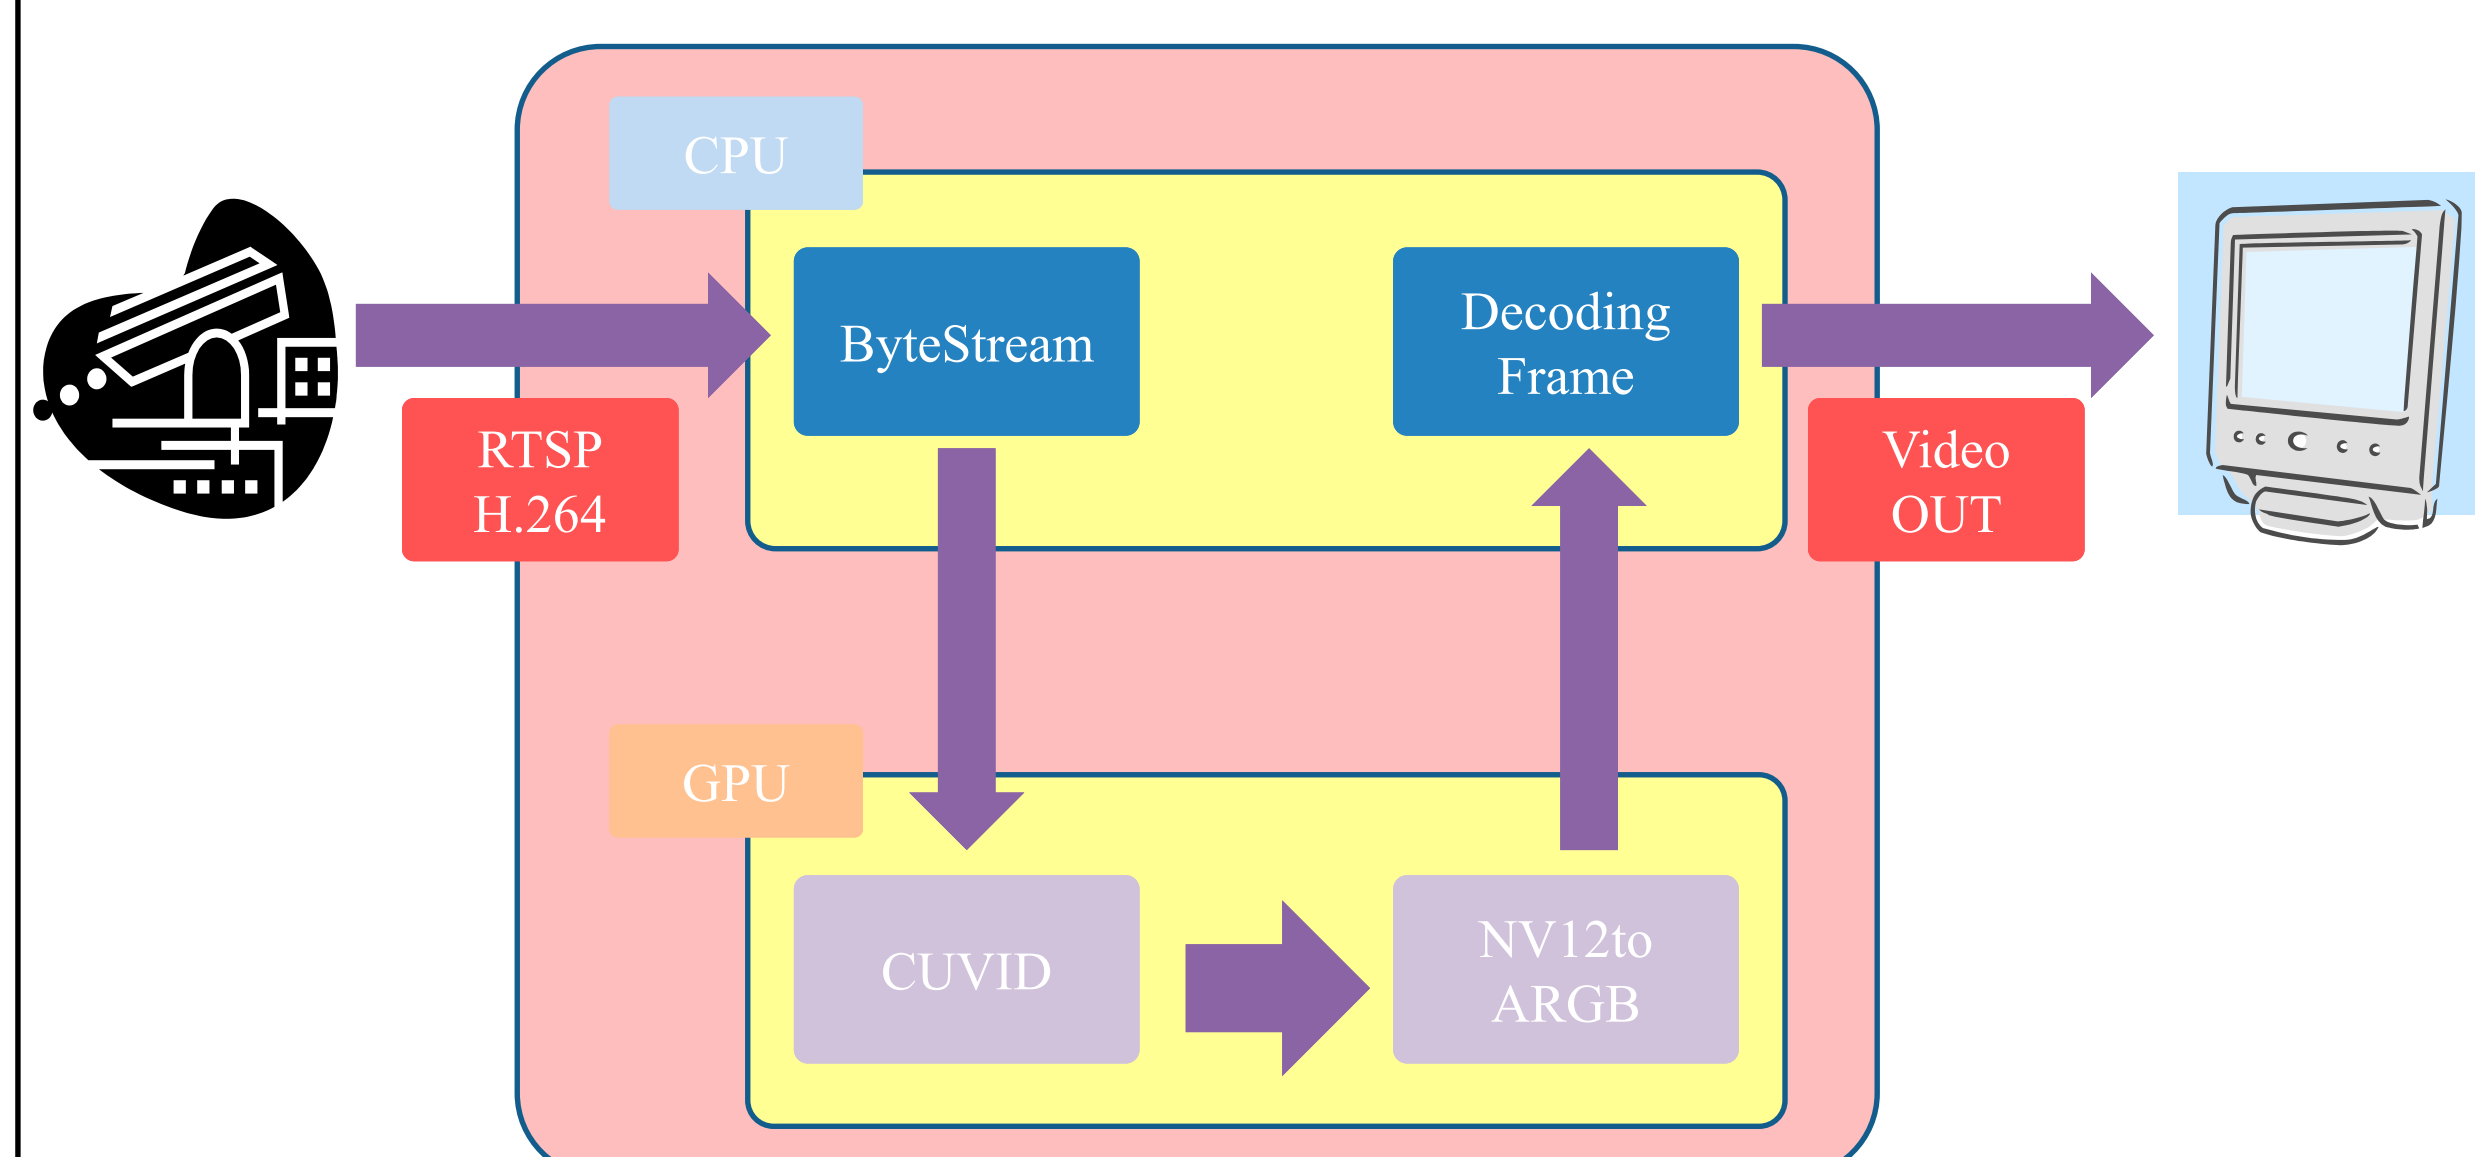 CPU
ByteStream
Decoding
Frame
RTSP
H.264
Video
OUT
GPU
CUVID
NV12to
ARGB